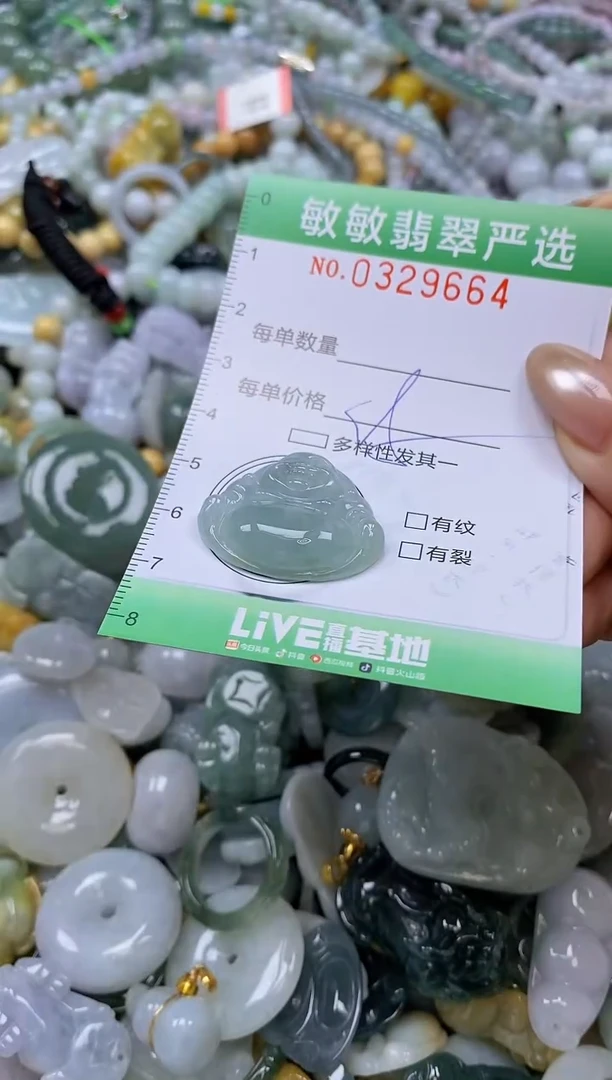 0
敏敏翡翠严选
1
NO.0329664
2
每单数量
3
每单价格
4
多样性发其一
5
6
有纹
有裂
7
8
LiVE直播基地
今日头条 抖音 西瓜视频 抖音火山版